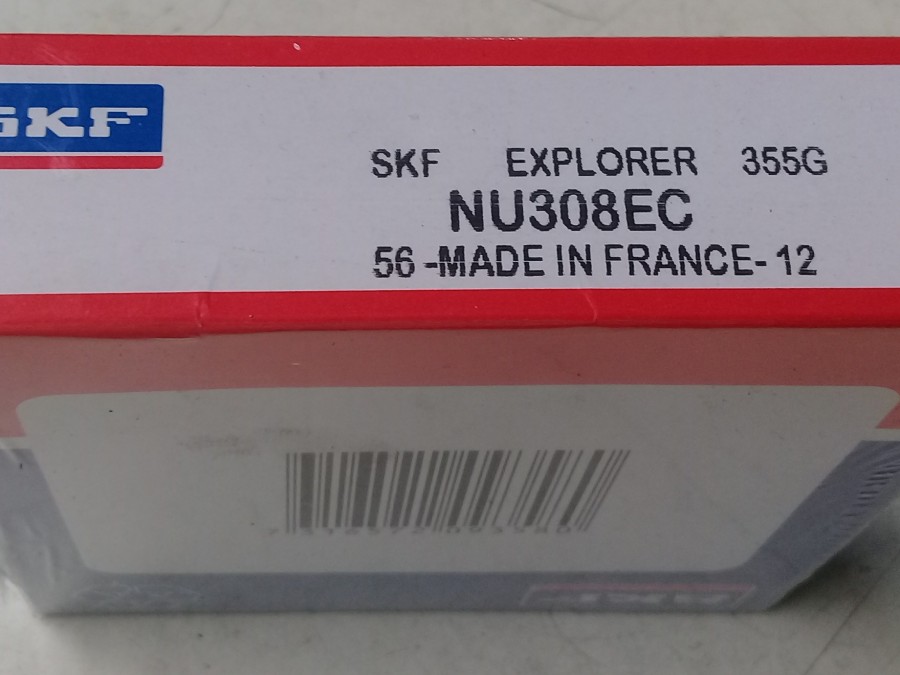 SKF
SKF EXPLORER 355G
NU308EC
56 -MADE IN FRANCE- 12